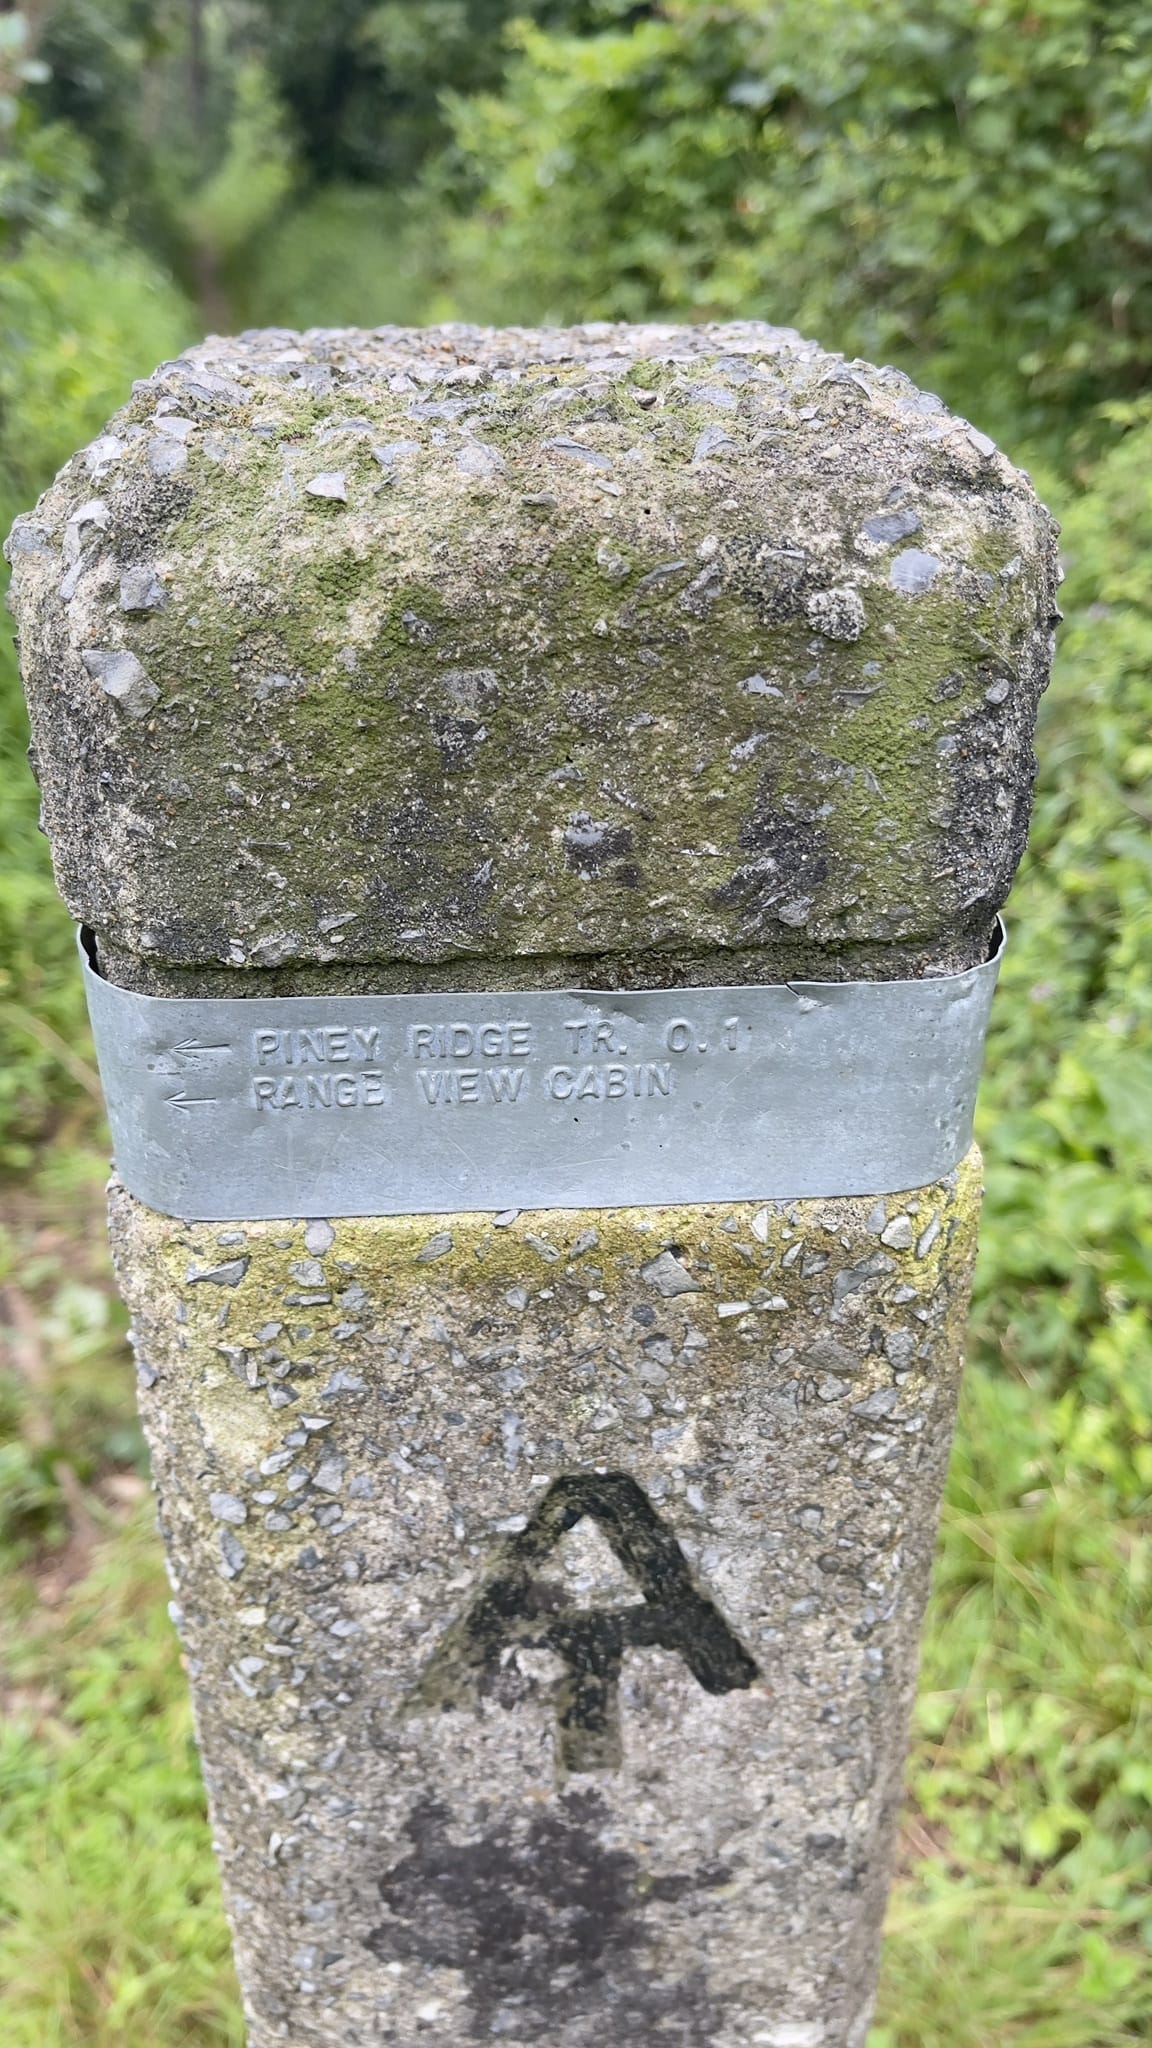 ← PINEY RIDGE TR. 0.1
← RANGE VIEW CABIN
AT